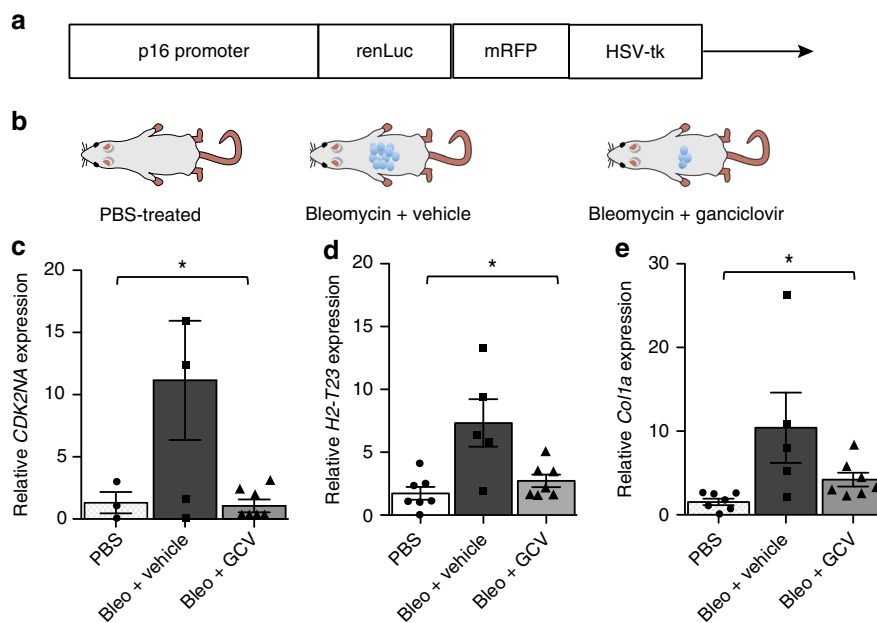 a
p16 promoter renLuc mRFP HSV-tk
b
PBS-treated Bleomycin + vehicle Bleomycin + ganciclovir
c
Relative CDK2NA expression
20
15
10
5
0
*
PBS
Bleo + vehicle
Bleo + GCV
d
Relative H2-T23 expression
20
15
10
5
0
*
PBS
Bleo + vehicle
Bleo + GCV
e
Relative Col1a expression
30
20
10
0
*
PBS
Bleo + vehicle
Bleo + GCV